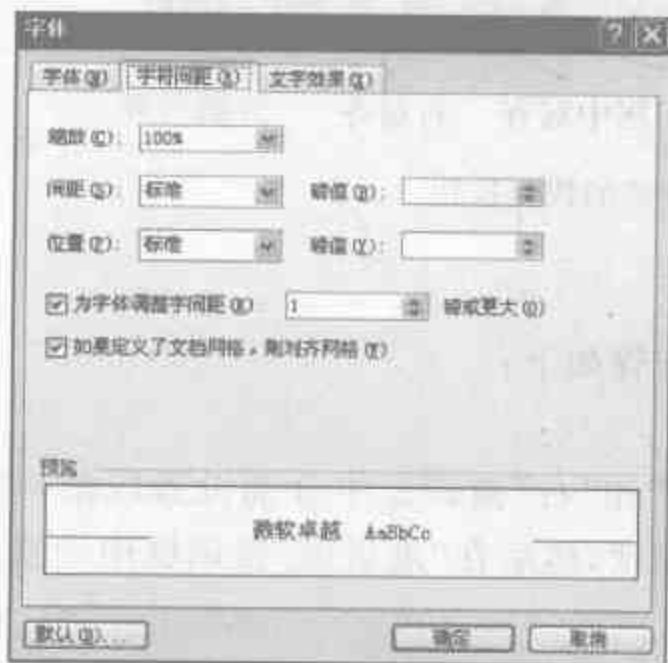 字体
字体(N) 字符间距(R) 文字效果(X)
缩放(C): 100%
间距(S): 标准 磅值(B):
位置(P): 标准 磅值(Y):
为字体调整字间距(K) 1 磅或更大(O)
如果定义了文档网格，则对齐网格(W)
预览
微软卓越 AaBbCc
默认(D)... 确定 取消